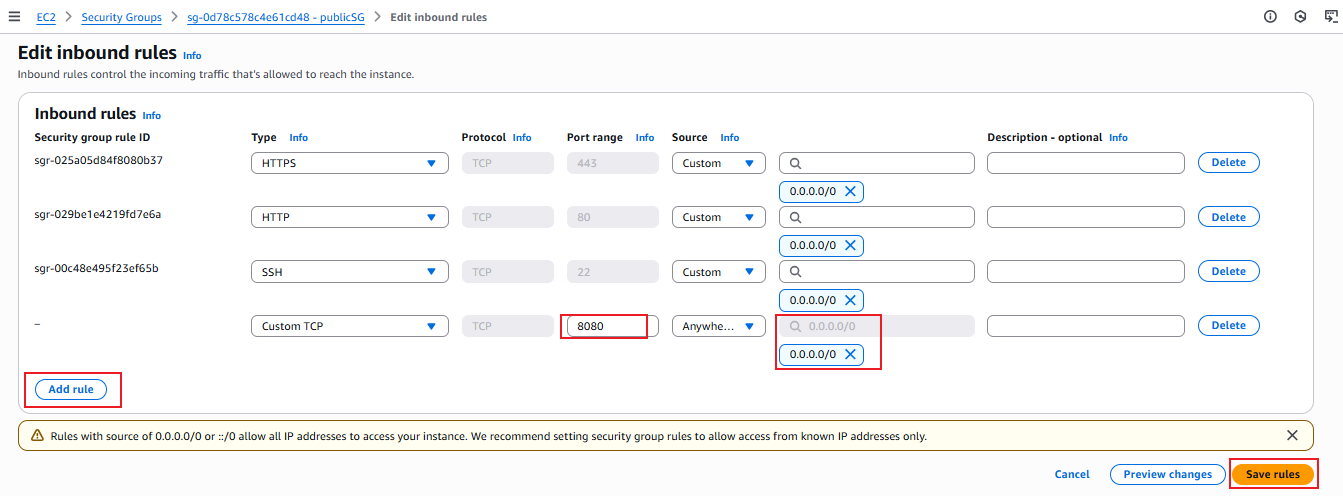 EC2 > Security Groups > sg-0d78c578c4e61cd48 - publicSG > Edit inbound rules
Edit inbound rules Info
Inbound rules control the incoming traffic that's allowed to reach the instance.
Inbound rules Info
Security group rule ID Type Info Protocol Info Port range Info Source Info Description - optional Info
sgr-025a05d84f8080b37 HTTPS TCP 443 Custom Delete
0.0.0.0/0
sgr-029be1e4219fd7e6a HTTP TCP 80 Custom Delete
0.0.0.0/0
sgr-00c48e495f23ef65b SSH TCP 22 Custom Delete
0.0.0.0/0
– Custom TCP TCP 8080 Anywhe... 0.0.0.0/0 Delete
0.0.0.0/0
Add rule
Rules with source of 0.0.0.0/0 or ::/0 allow all IP addresses to access your instance. We recommend setting security group rules to allow access from known IP addresses only.
Cancel Preview changes Save rules